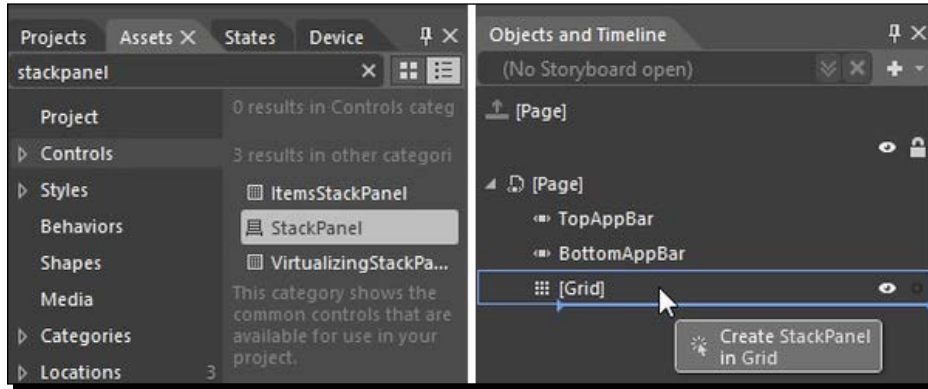 Projects Assets States Device
stackpanel
Project
Controls
Styles
Behaviors
Shapes
Media
Categories
Locations 3
0 results in Controls categ
3 results in other categori
ItemsStackPanel
StackPanel
VirtualizingStackPa...
This category shows the
common controls that are
available for use in your
project.
Objects and Timeline
(No Storyboard open)
[Page]
[Page]
TopAppBar
BottomAppBar
[Grid]
Create StackPanel
in Grid